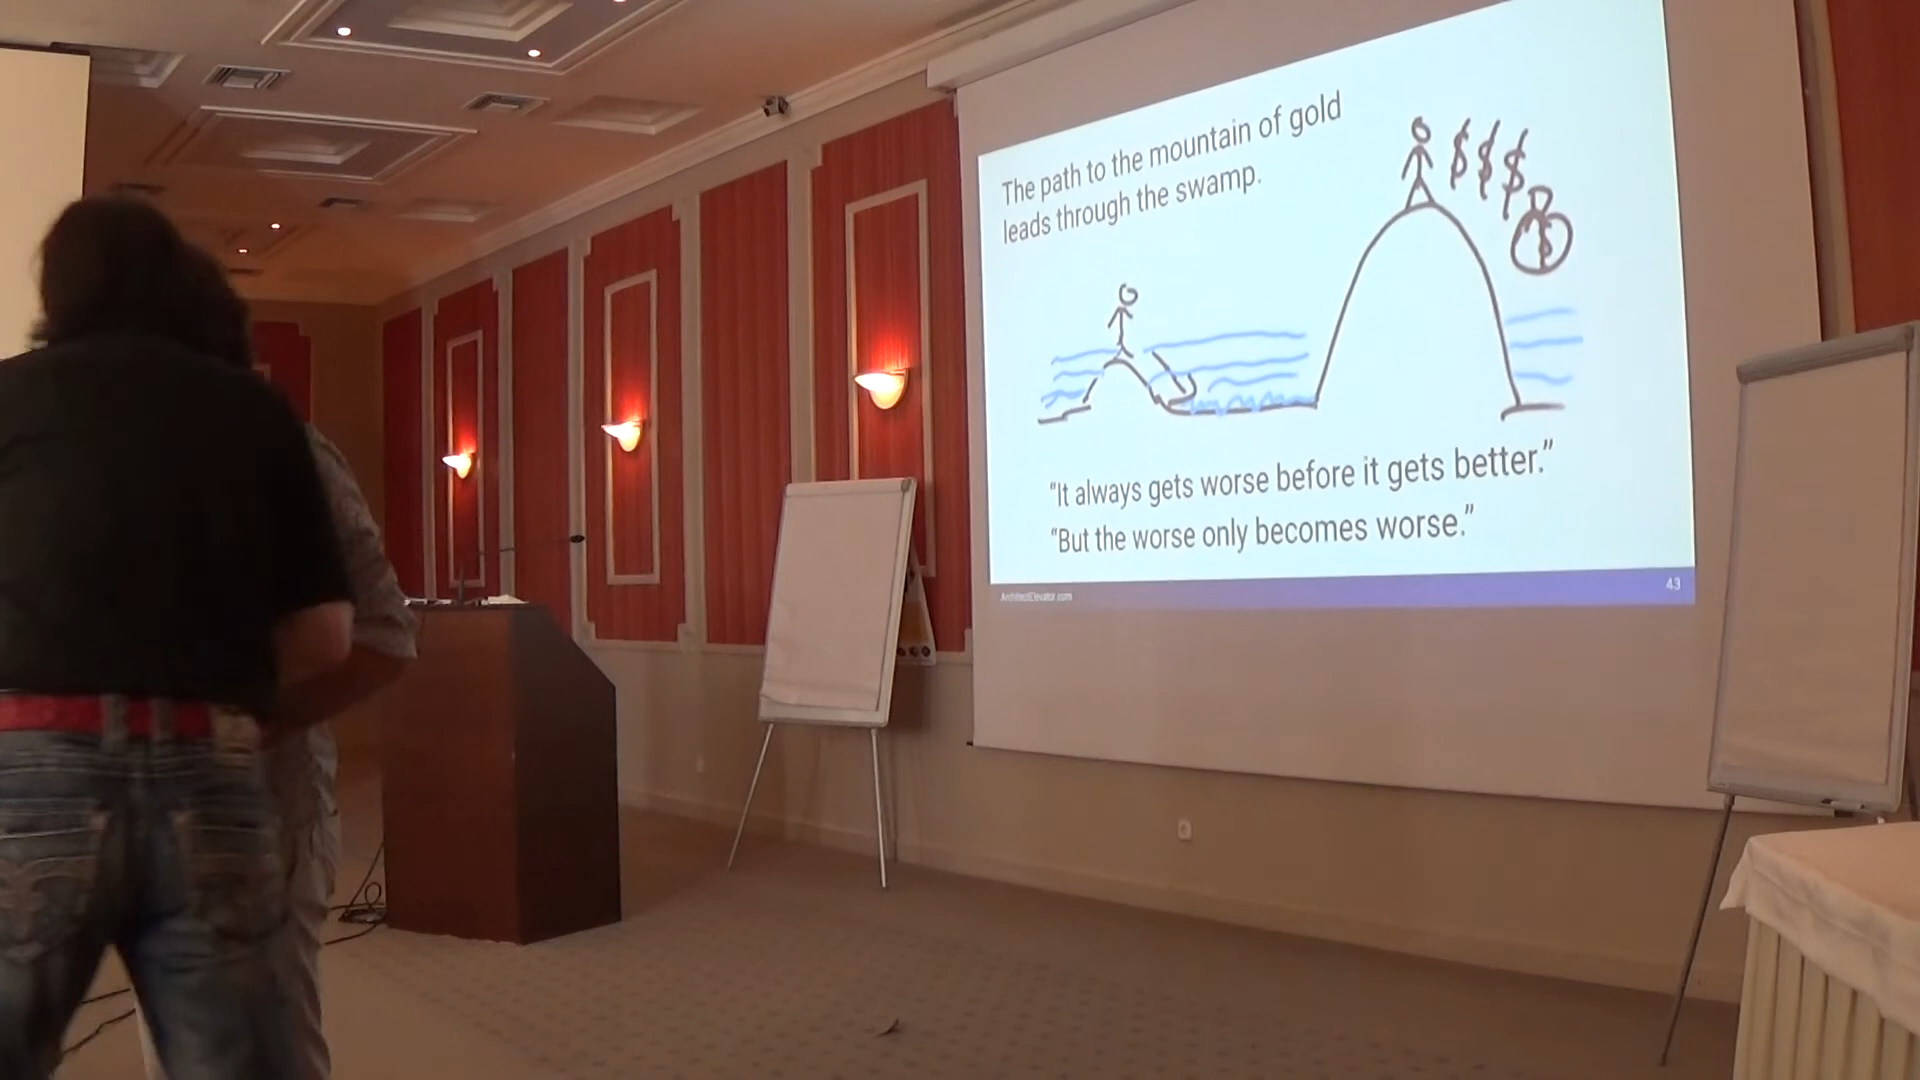 The path to the mountain of gold
leads through the swamp.
$$$
$
“It always gets worse before it gets better.”
“But the worse only becomes worse.”
ArchitectElevator.com
43